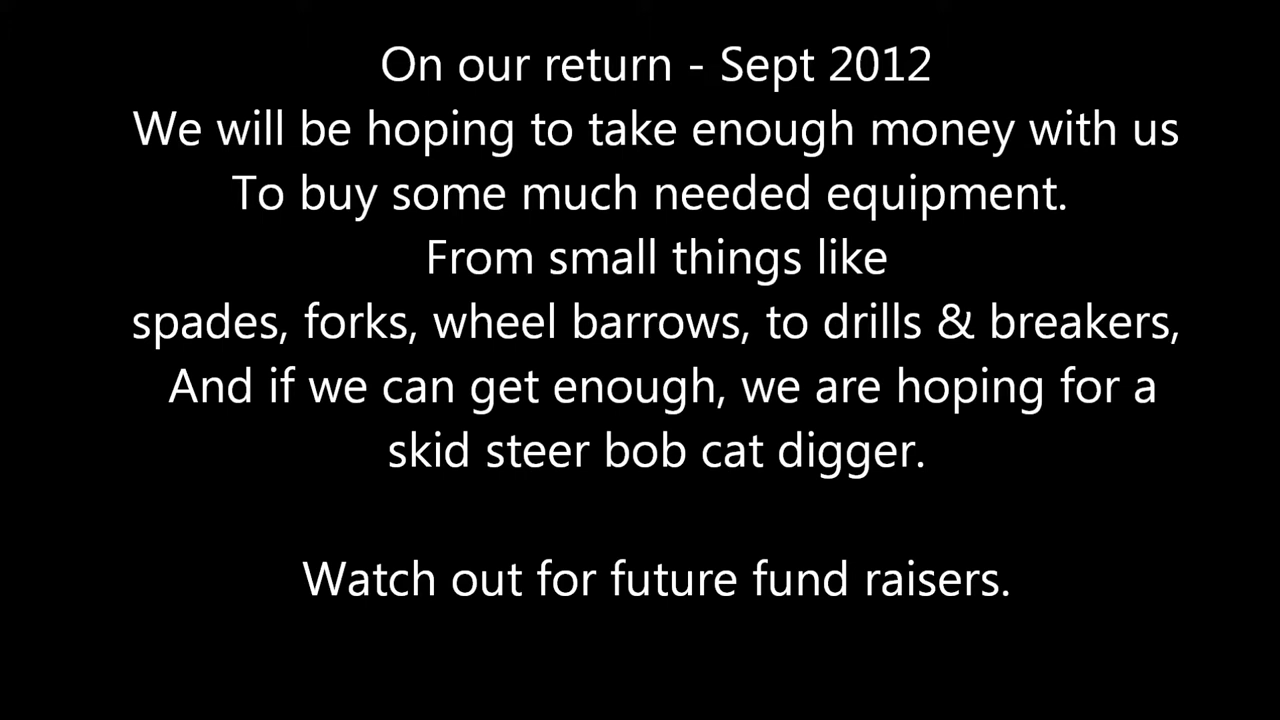 On our return - Sept 2012
We will be hoping to take enough money with us
To buy some much needed equipment.
From small things like
spades, forks, wheel barrows, to drills & breakers,
And if we can get enough, we are hoping for a
skid steer bob cat digger.
Watch out for future fund raisers.